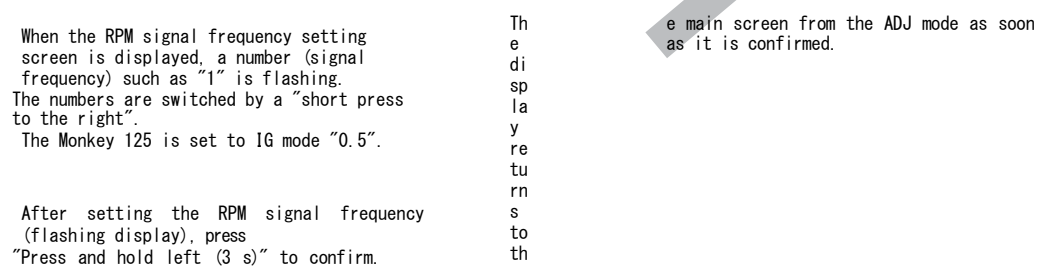 When the RPM signal frequency setting
screen is displayed, a number (signal
frequency) such as "1" is flashing.
The numbers are switched by a "short press
to the right".
The Monkey 125 is set to IG mode "0.5".
After setting the RPM signal frequency
(flashing display), press
"Press and hold left (3 s)" to confirm.
Th
e
di
sp
la
y
re
tu
rn
s
to
th
e main screen from the ADJ mode as soon
as it is confirmed.